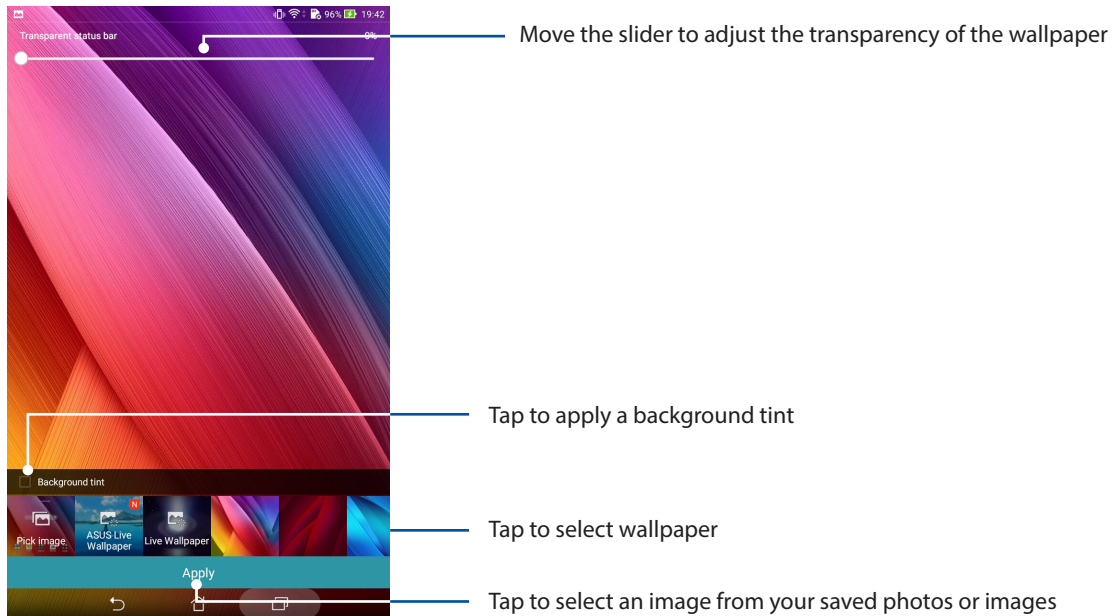 96% 19:42
Transparent status bar 0%
Move the slider to adjust the transparency of the wallpaper
Tap to apply a background tint
Background tint
N
Pick image
ASUS Live
Wallpaper
Live Wallpaper
Tap to select wallpaper
Apply
Tap to select an image from your saved photos or images